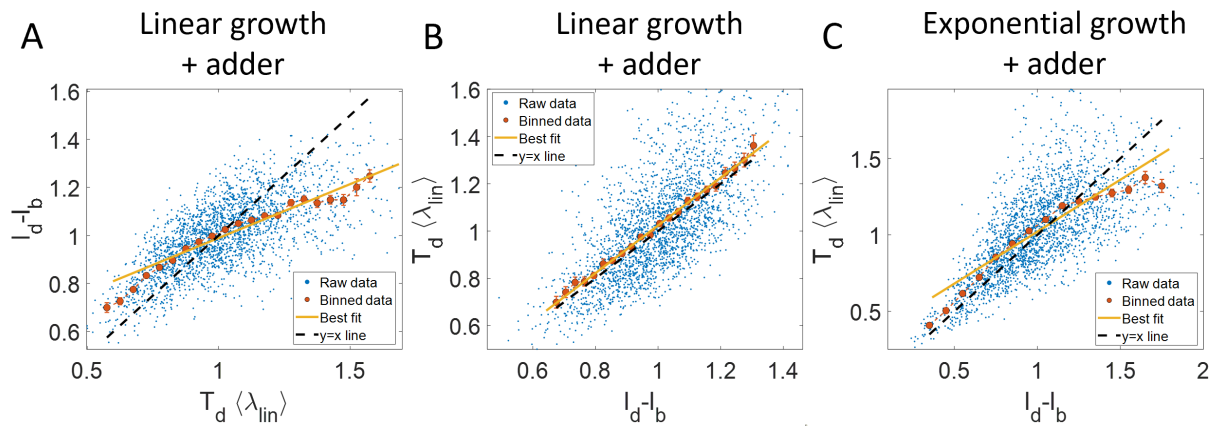 A
Linear growth
+ adder
1.6
1.4
1.2
1
0.8
0.6
0.5
1
1.5
l_d-l_b
T_d ⟨λ_lin⟩
Raw data
Binned data
Best fit
y=x line
B
Linear growth
+ adder
1.6
1.4
1.2
1
0.8
0.6
0.6
0.8
1
1.2
1.4
T_d ⟨λ_lin⟩
l_d-l_b
Raw data
Binned data
Best fit
y=x line
C
Exponential growth
+ adder
1.5
1
0.5
0.5
1
1.5
2
T_d ⟨λ_lin⟩
l_d-l_b
Raw data
Binned data
Best fit
y=x line